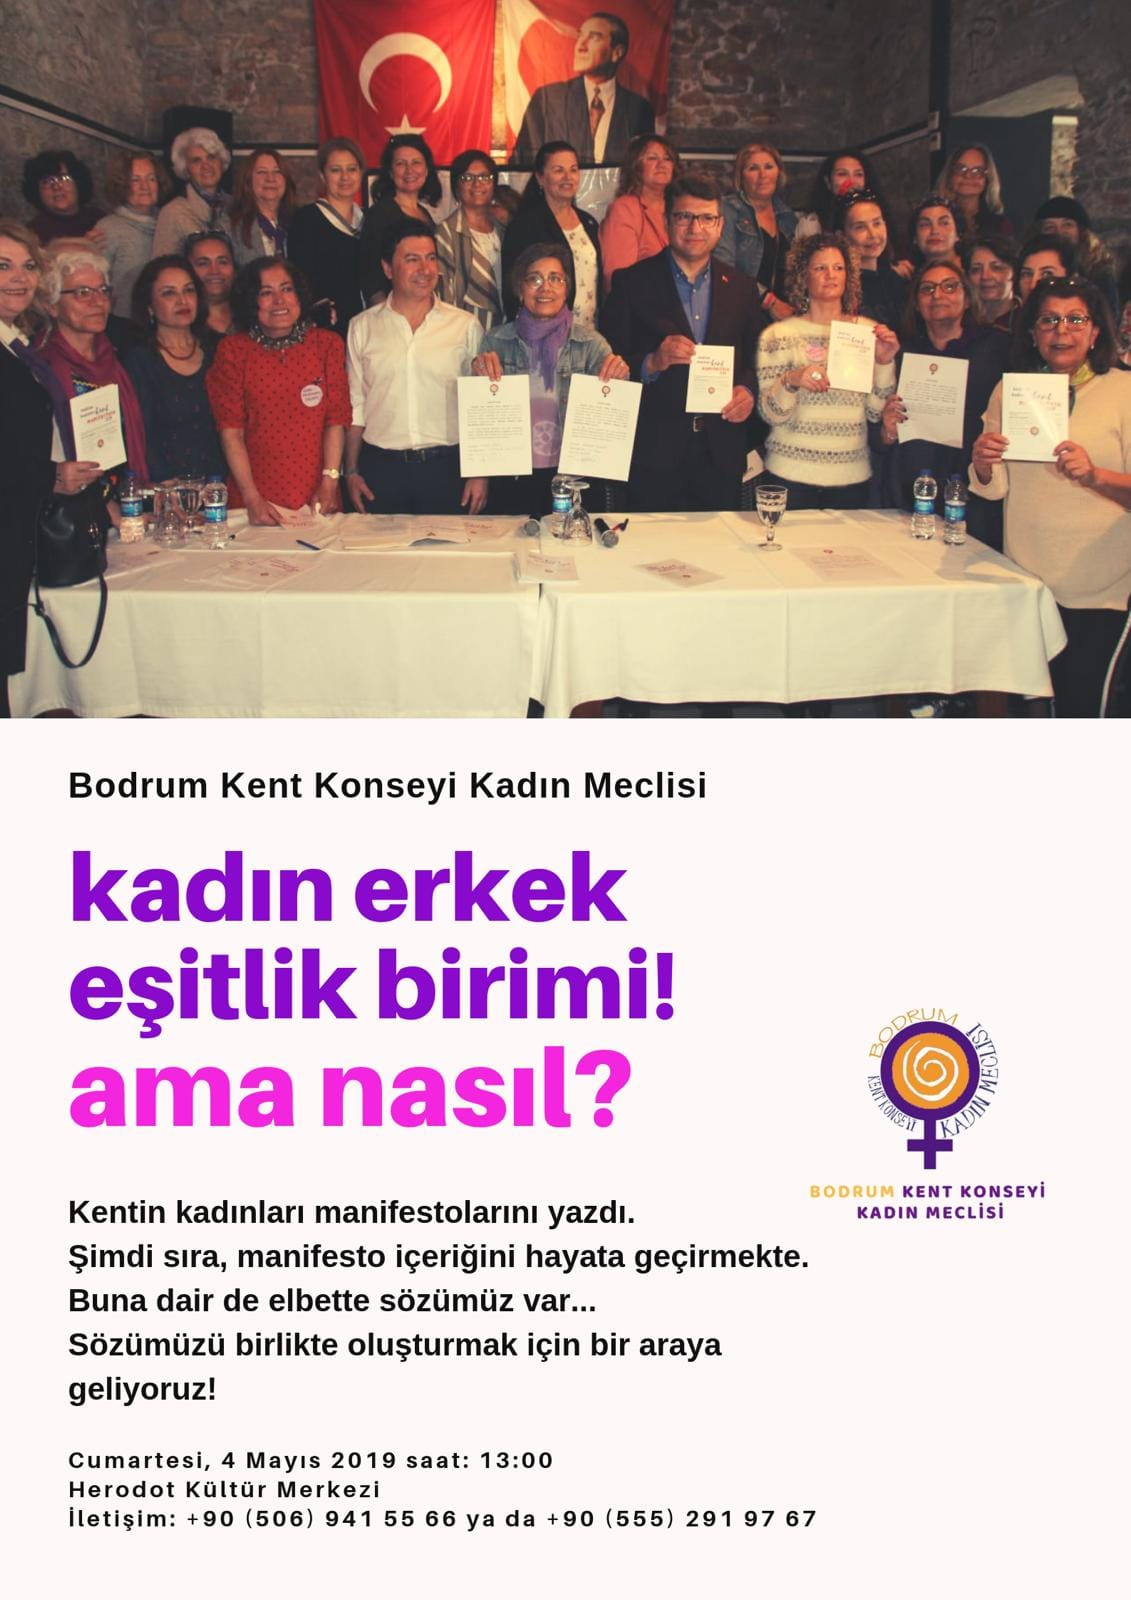 Bodrum Kent Konseyi Kadın Meclisi
kadın erkek
eşitlik birimi!
ama nasıl?
BODRUM
KENT KONSEYİ
KADIN MECLİSİ
BODRUM KENT KONSEYİ
KADIN MECLİSİ
Kentin kadınları manifestolarını yazdı.
Şimdi sıra, manifesto içeriğini hayata geçirmekte.
Buna dair de elbette sözümüz var...
Sözümüzü birlikte oluşturmak için bir araya
geliyoruz!
Cumartesi, 4 Mayıs 2019 saat: 13:00
Herodot Kültür Merkezi
İletişim: +90 (506) 941 55 66 ya da +90 (555) 291 97 67